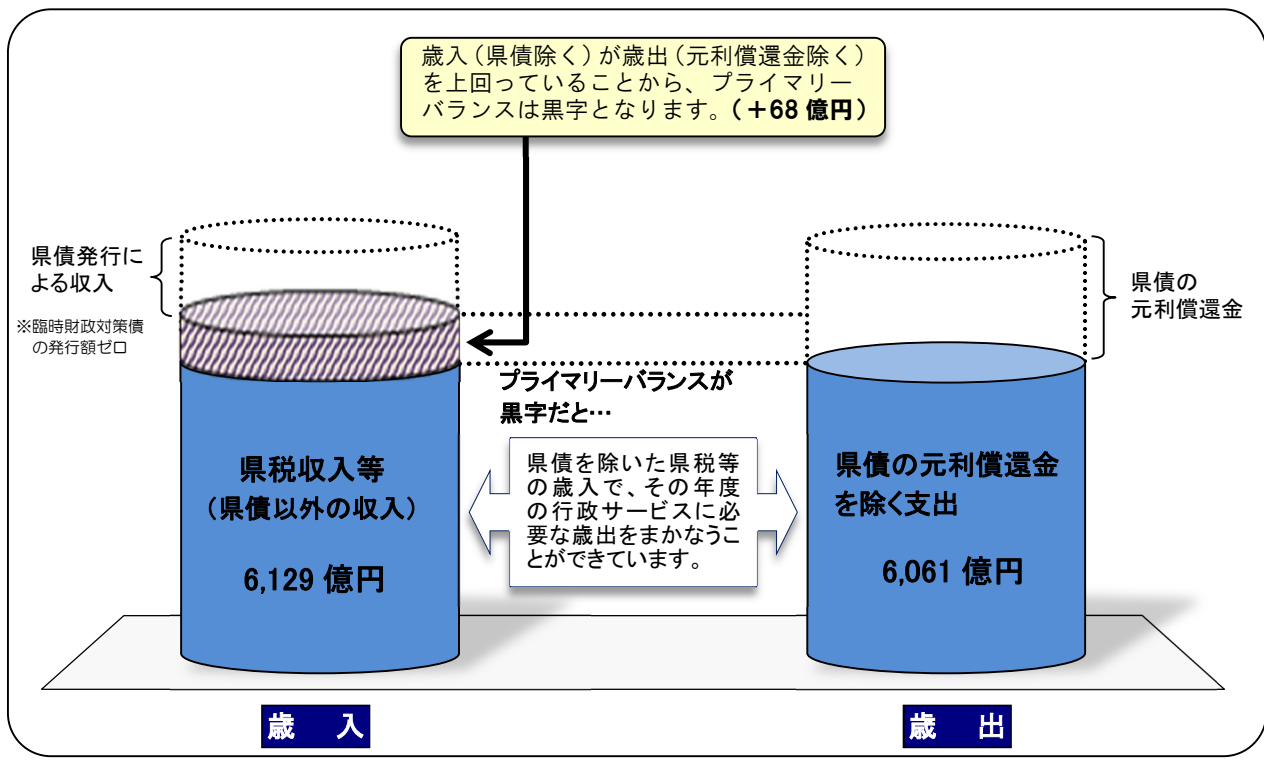 歳入（県債除く）が歳出（元利償還金除く）
を上回っていることから、プライマリー
バランスは黒字となります。（＋68 億円）
県債発行に
よる収入
※臨時財政対策債
の発行額ゼロ
県債の
元利償還金
プライマリーバランスが
黒字だと…
県税収入等
（県債以外の収入）
6,129 億円
県債を除いた県税等
の歳入で、その年度
の行政サービスに必
要な歳出をまかなうこ
とができています。
県債の元利償還金
を除く支出
6,061 億円
歳　入
歳　出